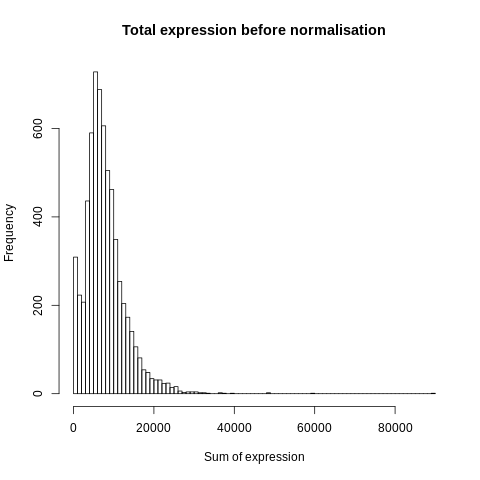 Total expression before normalisation
Frequency
600
400
200
0
0 20000 40000 60000 80000
Sum of expression